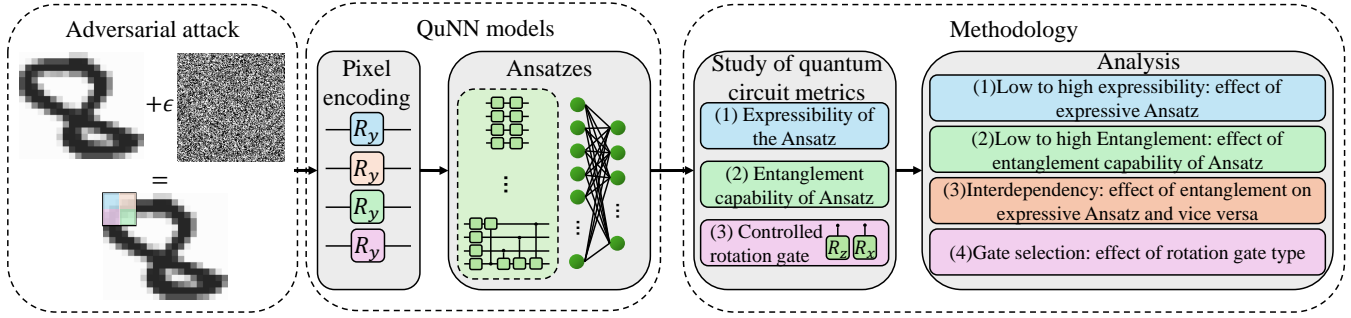 Adversarial attack
+ϵ
=
QuNN models
Pixel
encoding
R_y
R_y
R_y
R_y
Ansatzes
...
...
...
Methodology
Study of quantum
circuit metrics
(1) Expressibility of
the Ansatz
(2) Entanglement
capability of Ansatz
(3) Controlled
rotation gate
R_z R_x
Analysis
(1)Low to high expressibility: effect of
expressive Ansatz
(2)Low to high Entanglement: effect of
entanglement capability of Ansatz
(3)Interdependency: effect of entanglement on
expressive Ansatz and vice versa
(4)Gate selection: effect of rotation gate type